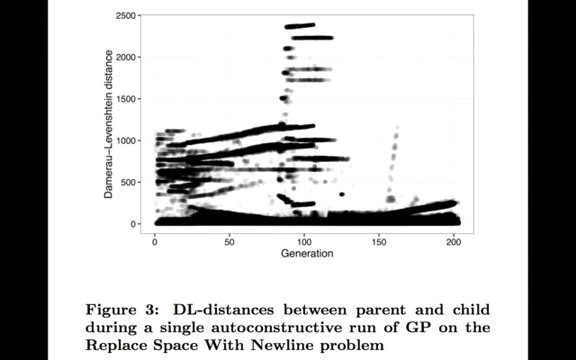 2500
2000
1500
1000
500
0
Damerau−Levenshtein distance
0 50 100 150 200
Generation
Figure 3: DL-distances between parent and child
during a single autoconstructive run of GP on the
Replace Space With Newline problem